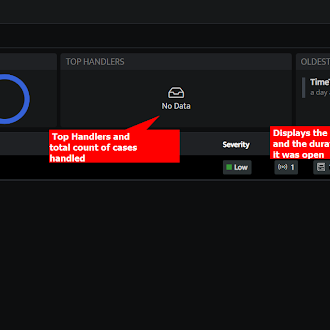 TOP HANDLERS
OLDEST
No Data
TimeT
a day
Top Handlers and
total count of cases
handled
Displays the
and the dura
it was open
Severity
Low
1